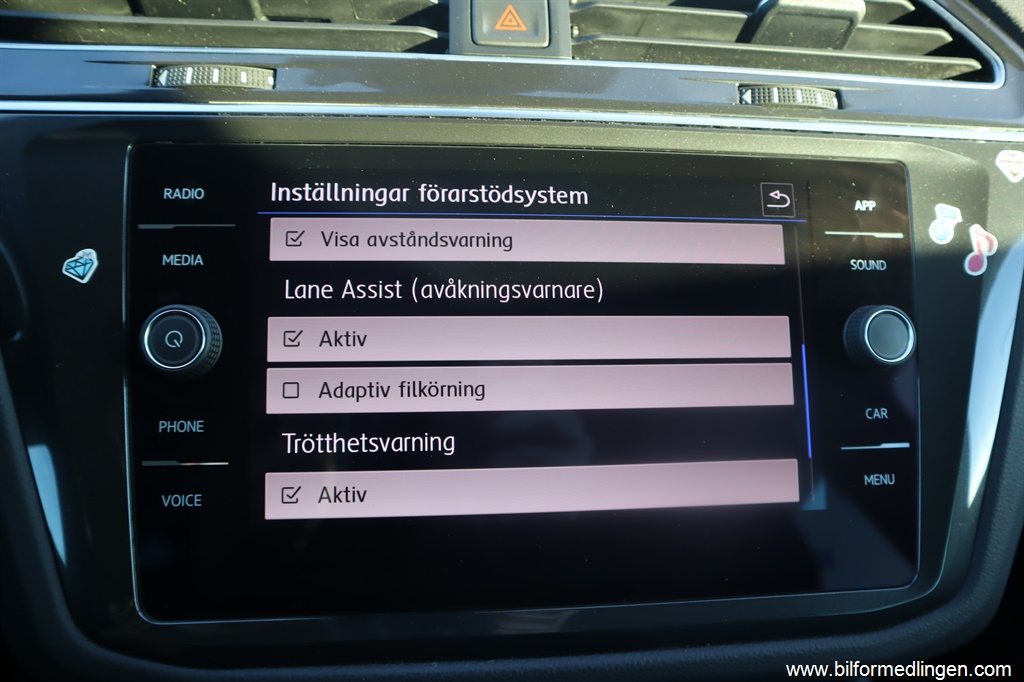 RADIO
MEDIA
PHONE
VOICE
Inställningar förarstödsystem
Visa avståndsvarning
Lane Assist (avåkningsvarnare)
Aktiv
Adaptiv filkörning
Trötthetsvarning
Aktiv
APP
SOUND
CAR
MENU
www.bilformedlingen.com